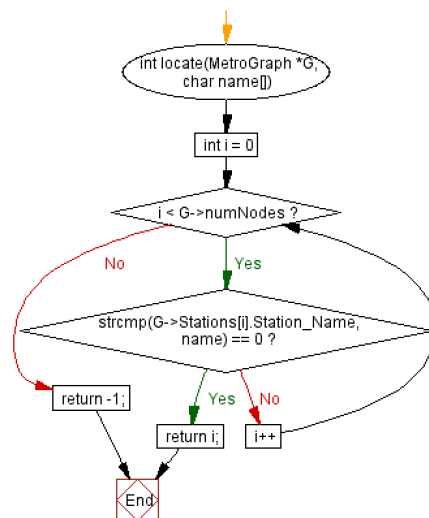 int locate(MetroGraph *G,
char name[])
int i = 0
i < G->numNodes ?
No
Yes
strcmp(G->Stations[i].Station_Name,
name) == 0 ?
Yes
No
return -1;
return i;
i++
End